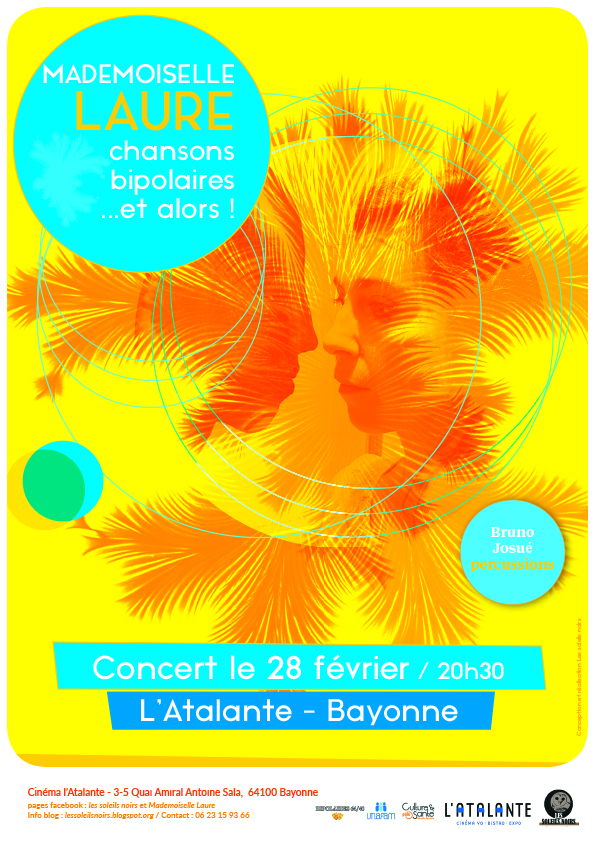 MADEMOISELLE
LAURE
chansons
bipolaires
...et alors !
Bruno
Josué
percussions
Conception et réalisation Les soleils noirs
Concert le 28 février / 20h30
L'Atalante - Bayonne
Cinéma l'Atalante - 3-5 Quai Amiral Antoine Sala, 64100 Bayonne
pages facebook : les soleils noirs et Mademoiselle Laure
Info blog : lessoleilsnoirs.blogspot.org / Contact : 06 23 15 93 66
BIPOLAIRES 64/40
unafam
Culture &
Santé
L'ATALANTE
CINÉMA VO · BISTRO · EXPO
LES
SOLEILS NOIRS